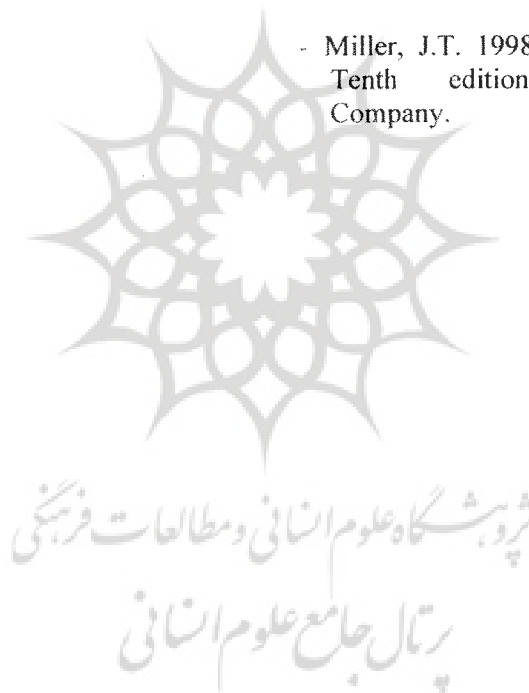 - Miller, J.T. 1998
Tenth edition
Company.
پژوهشگاه علوم انسانی و مطالعات فرهنگی
پرتال جامع علوم انسانی